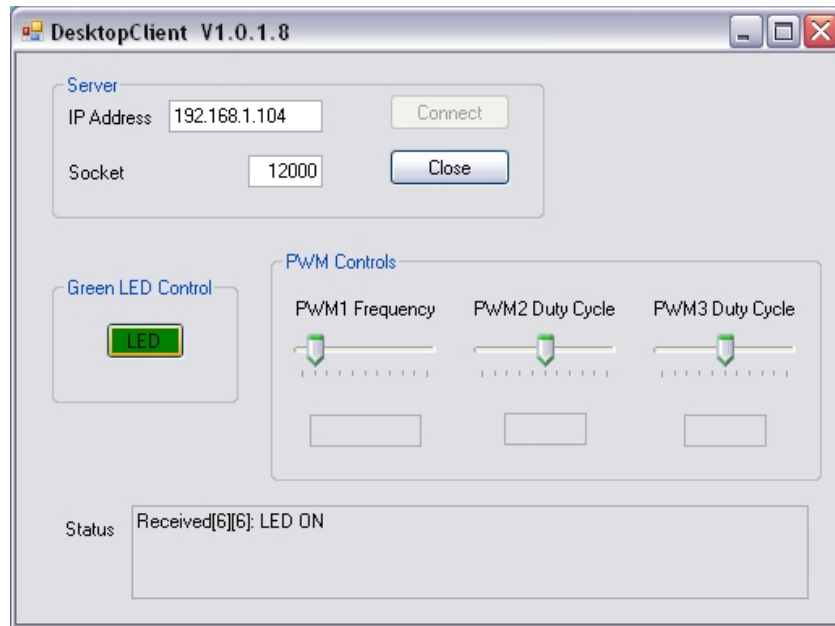 DesktopClient V1.0.1.8
Server
IP Address 192.168.1.104 Connect
Socket 12000 Close
Green LED Control
LED
PWM Controls
PWM1 Frequency PWM2 Duty Cycle PWM3 Duty Cycle
Status Received[6][6]: LED ON